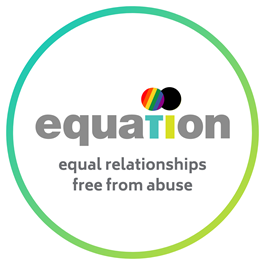 equation
equal relationships
free from abuse